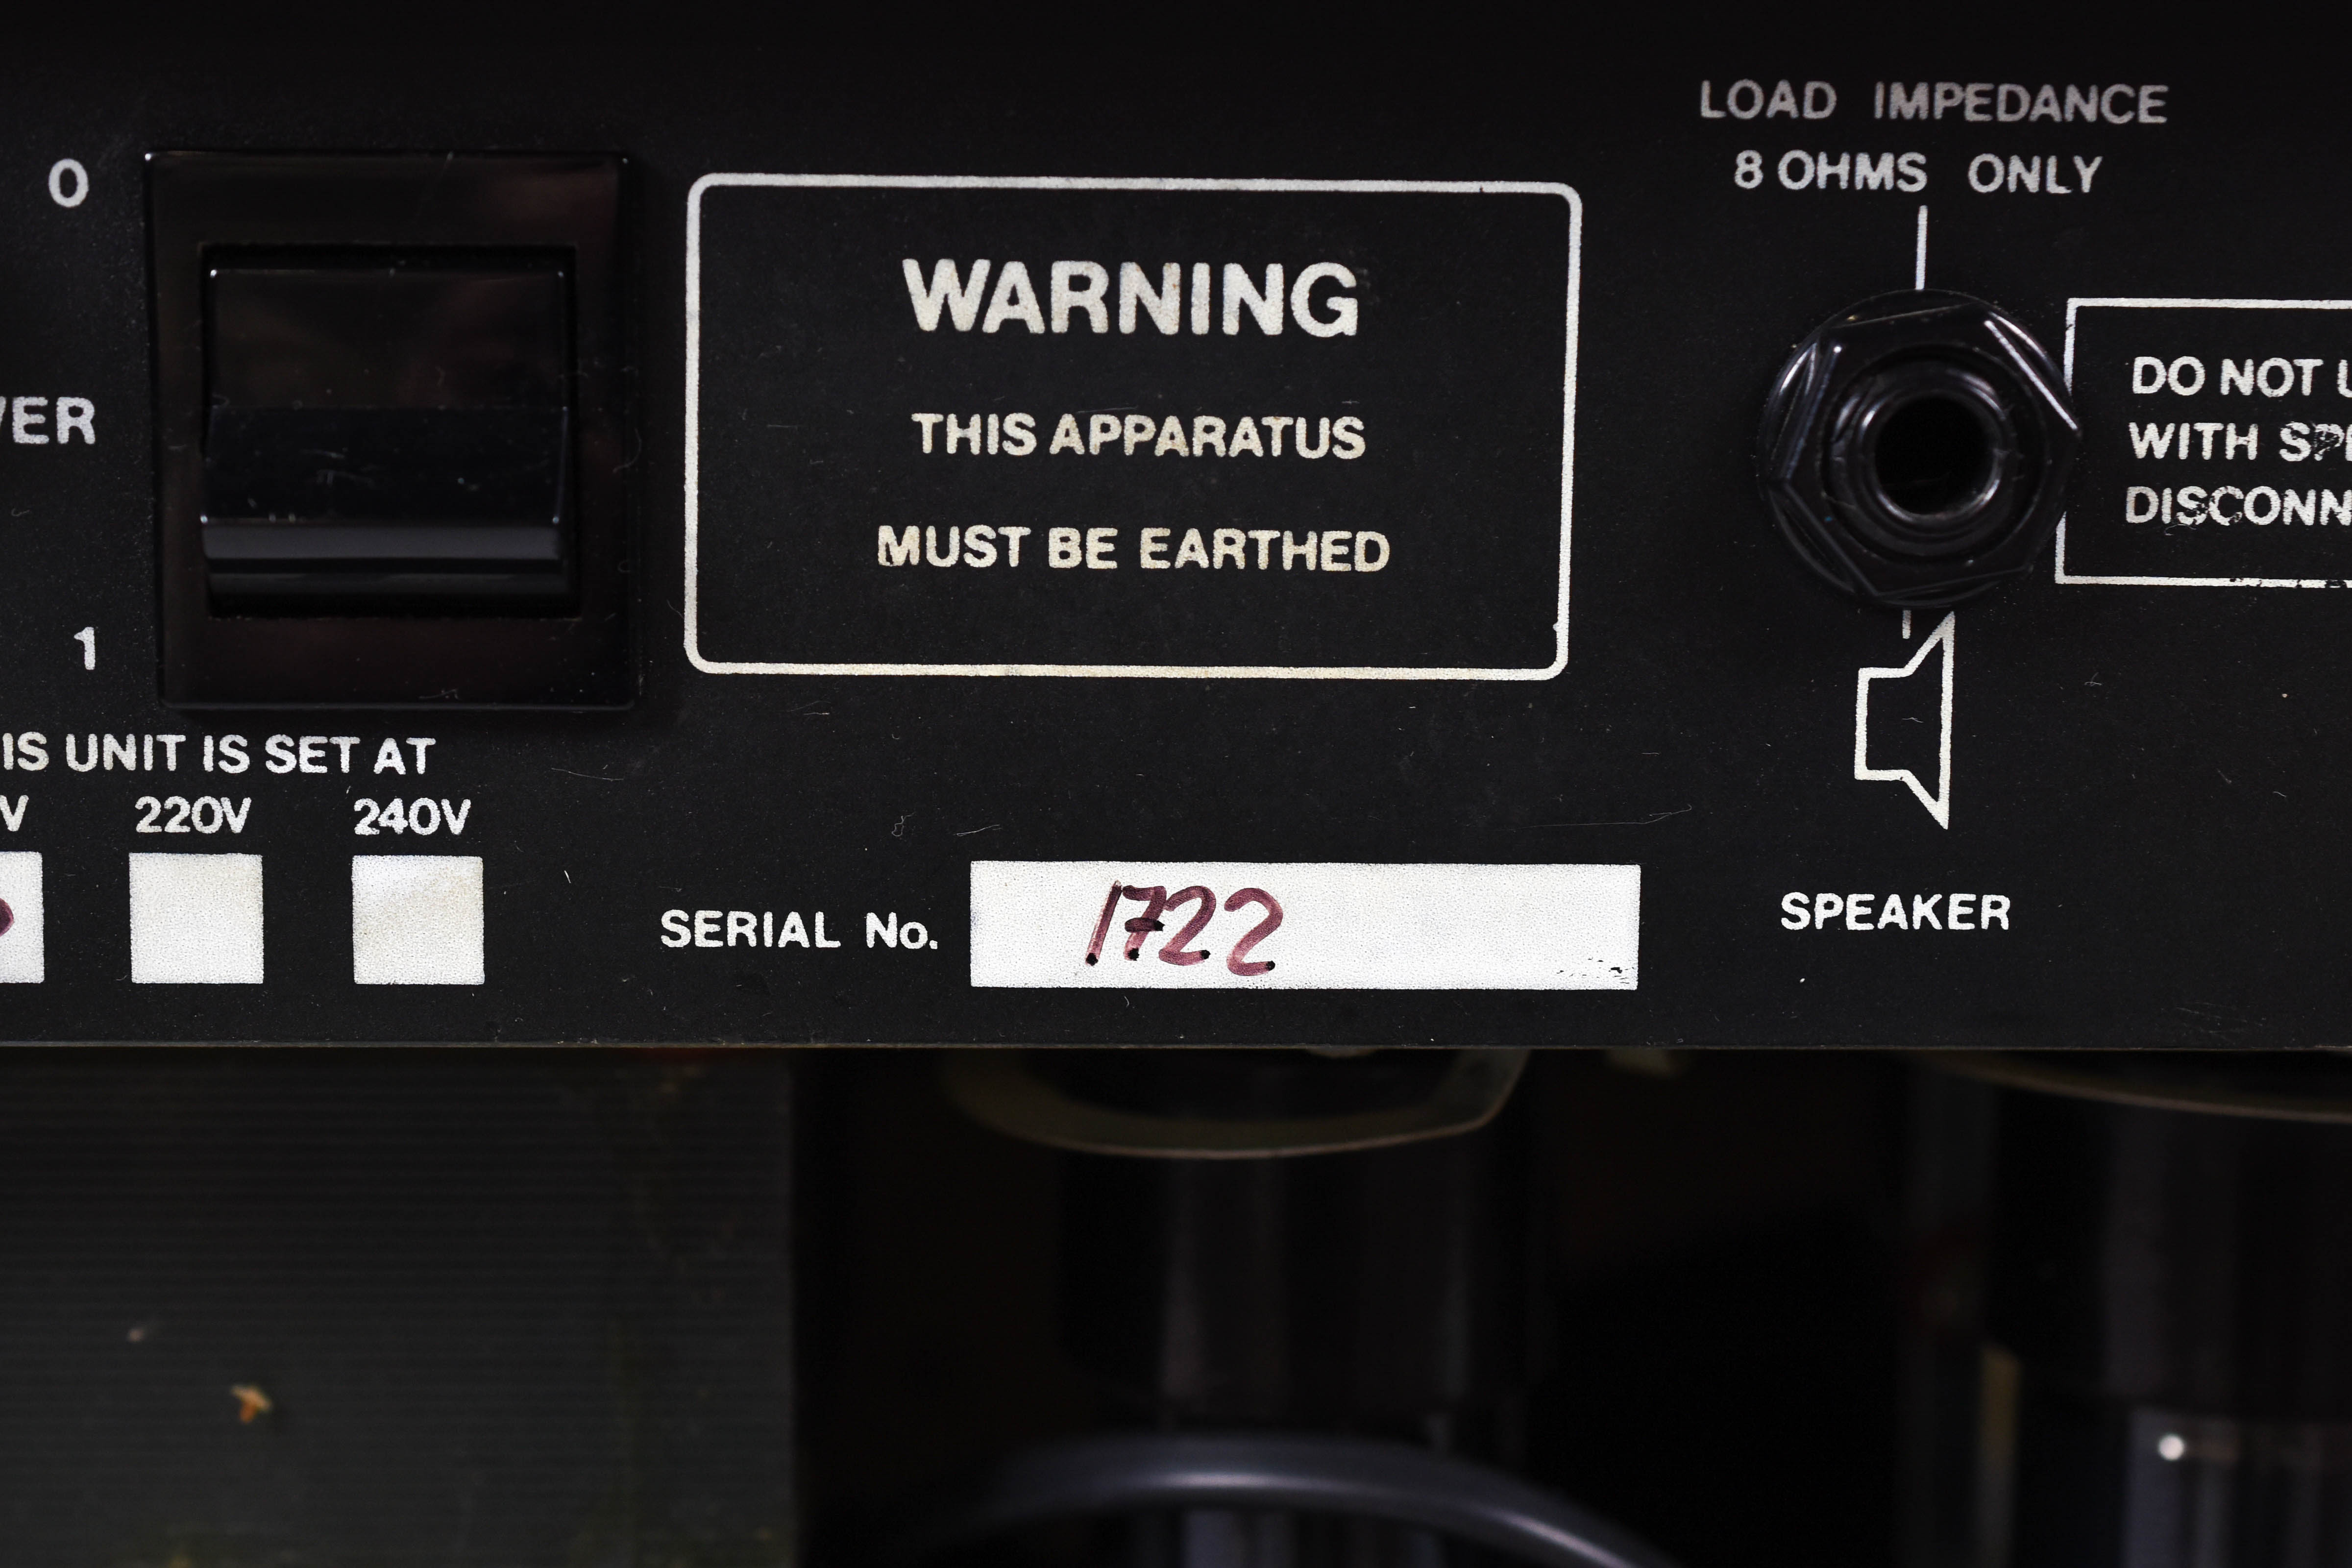 LOAD IMPEDANCE
8 OHMS ONLY
0
1
WARNING
THIS APPARATUS
MUST BE EARTHED
DO NOT
WITH
IS UNIT IS SET AT
220V 240V
SERIAL No. 1722
SPEAKER